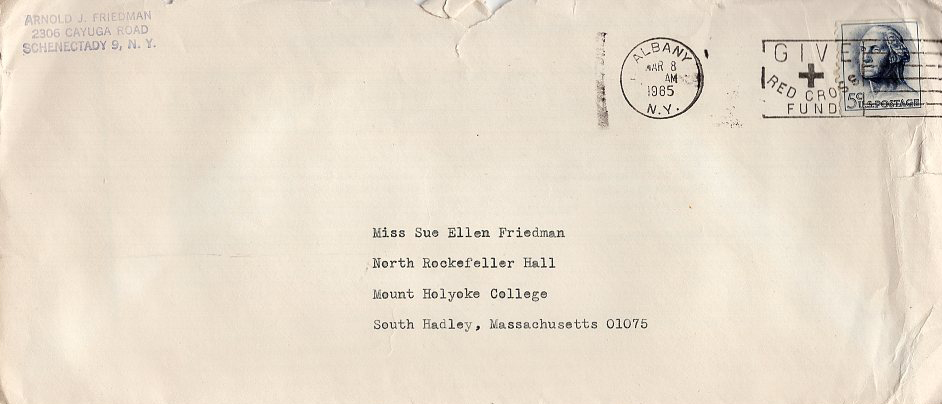 ARNOLD J. FRIEDMAN
2306 CAYUGA ROAD
SCHENECTADY 9, N. Y.
ALBANY
MAR 8
AM
1965
N.Y.
GIVE
RED CROSS
FUND
5¢ U.S. POSTAGE
Miss Sue Ellen Friedman
North Rockefeller Hall
Mount Holyoke College
South Hadley, Massachusetts 01075